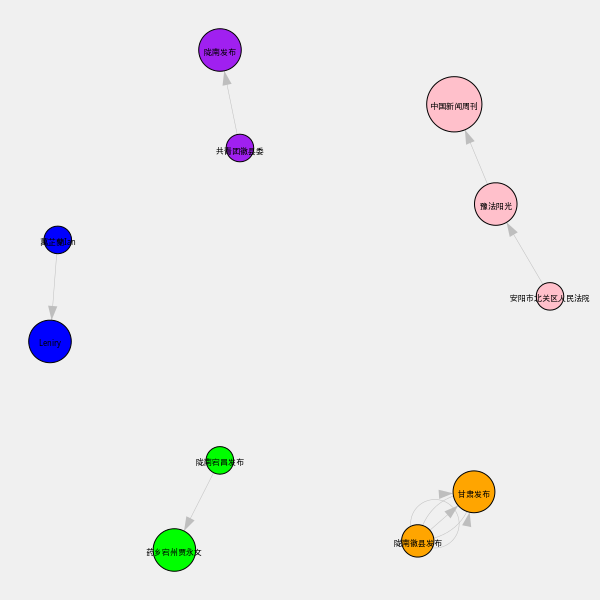 陇南发布
中国新闻周刊
共青团徽县委
豫法阳光
安阳市北关区人民法院
陇南宕昌发布
甘肃发布
陇南徽县发布
药乡宕州贾永文